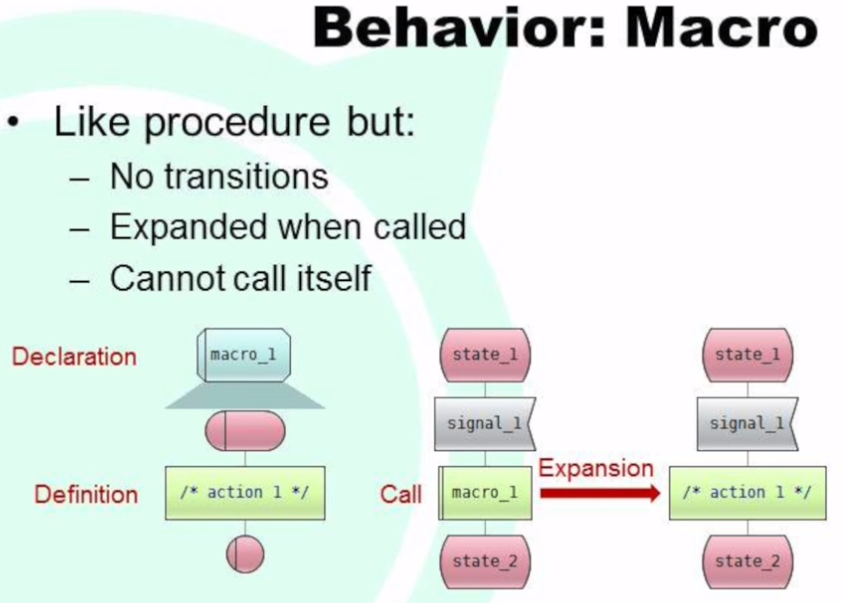 Behavior: Macro
• Like procedure but:
– No transitions
– Expanded when called
– Cannot call itself
Declaration
macro_1
Definition
/* action 1 */
Call
state_1
signal_1
macro_1
state_2
Expansion
state_1
signal_1
/* action 1 */
state_2